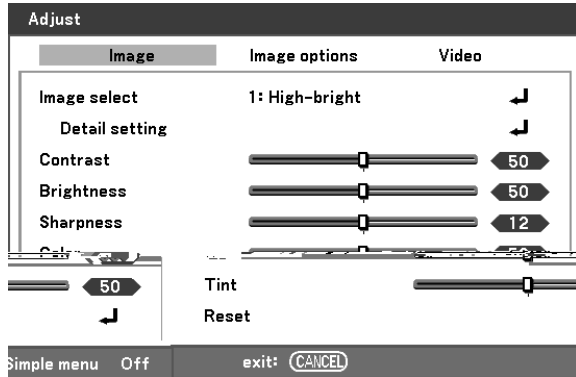 Adjust
Image Image options Video
Image select 1: High-bright
Detail setting
Contrast 50
Brightness 50
Sharpness 12
50 Tint
Reset
Simple menu Off exit: CANCEL